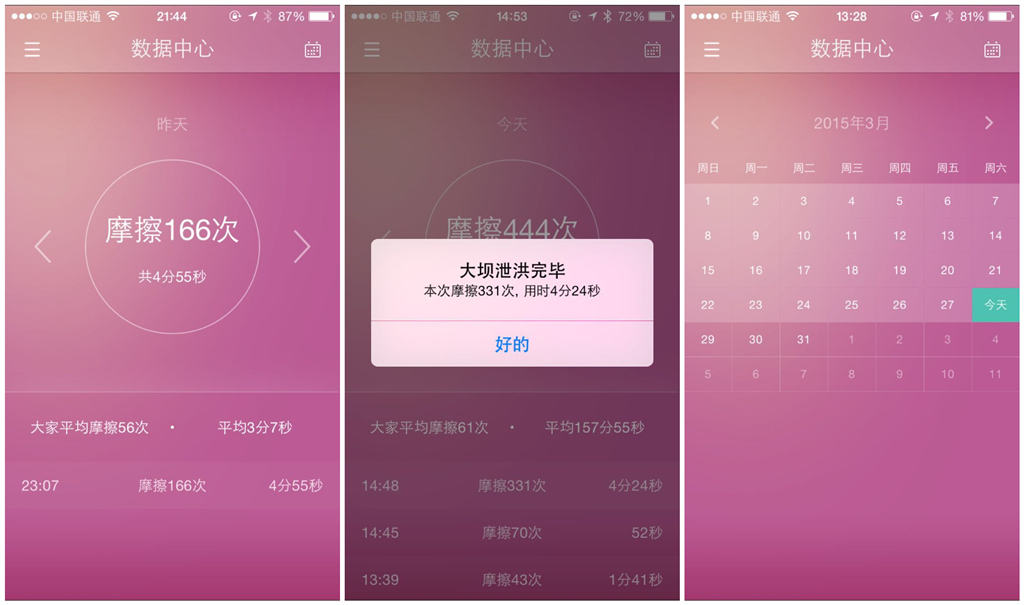 中国联通 21:44 87%
数据中心
昨天
摩擦166次
共4分55秒
大家平均摩擦56次 • 平均3分7秒
23:07 摩擦166次 4分55秒
中国联通 14:53 72%
数据中心
今天
摩擦444次
大坝泄洪完毕
本次摩擦331次, 用时4分24秒
好的
大家平均摩擦61次 • 平均157分55秒
14:48 摩擦331次 4分24秒
14:45 摩擦70次 52秒
13:39 摩擦43次 1分41秒
中国联通 13:28 81%
数据中心
2015年3月
周日 周一 周二 周三 周四 周五 周六
1 2 3 4 5 6 7
8 9 10 11 12 13 14
15 16 17 18 19 20 21
22 23 24 25 26 27 今天
29 30 31 1 2 3 4
5 6 7 8 9 10 11